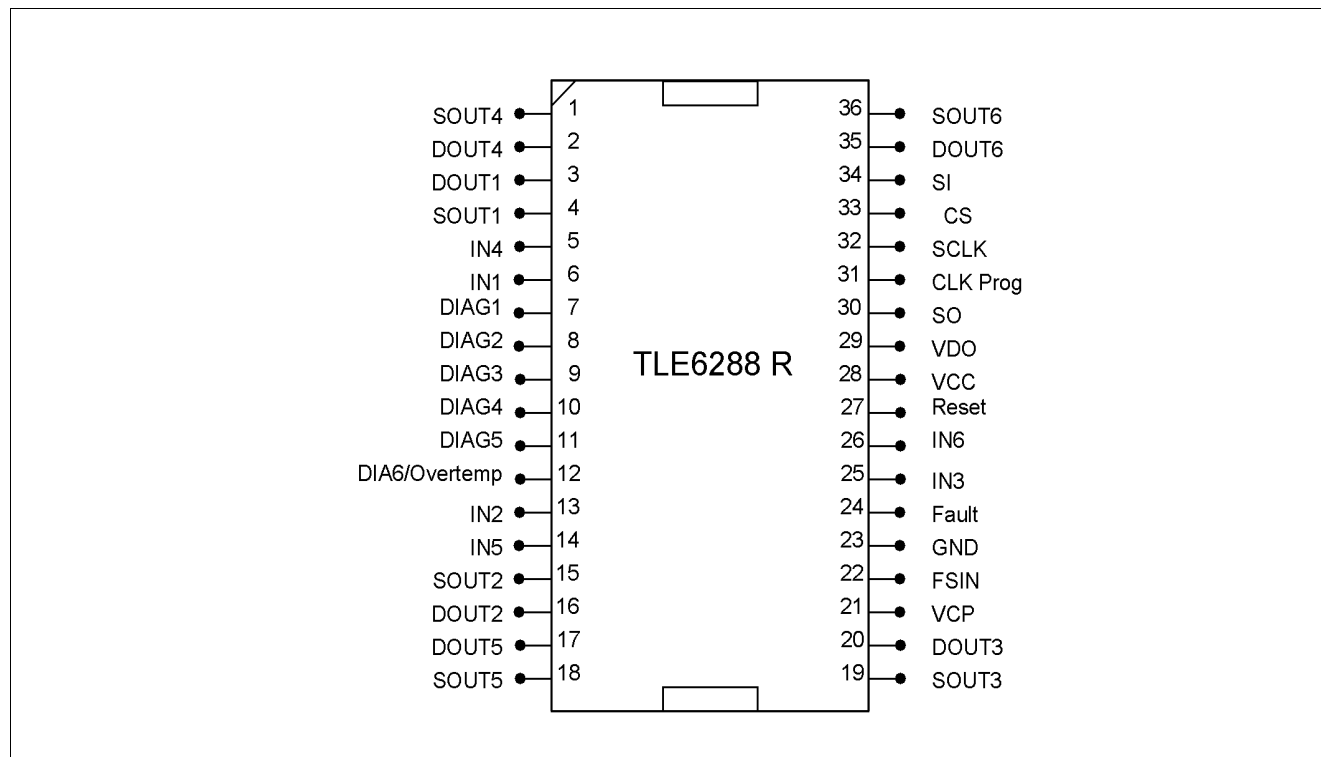 SOUT4 1 36 SOUT6
DOUT4 2 35 DOUT6
DOUT1 3 34 SI
SOUT1 4 33 CS
IN4 5 32 SCLK
IN1 6 31 CLK Prog
DIAG1 7 30 SO
DIAG2 8 29 VDO
TLE6288 R
DIAG3 9 28 VCC
DIAG4 10 27 Reset
DIAG5 11 26 IN6
DIA6/Overtemp 12 25 IN3
IN2 13 24 Fault
IN5 14 23 GND
SOUT2 15 22 FSIN
DOUT2 16 21 VCP
DOUT5 17 20 DOUT3
SOUT5 18 19 SOUT3